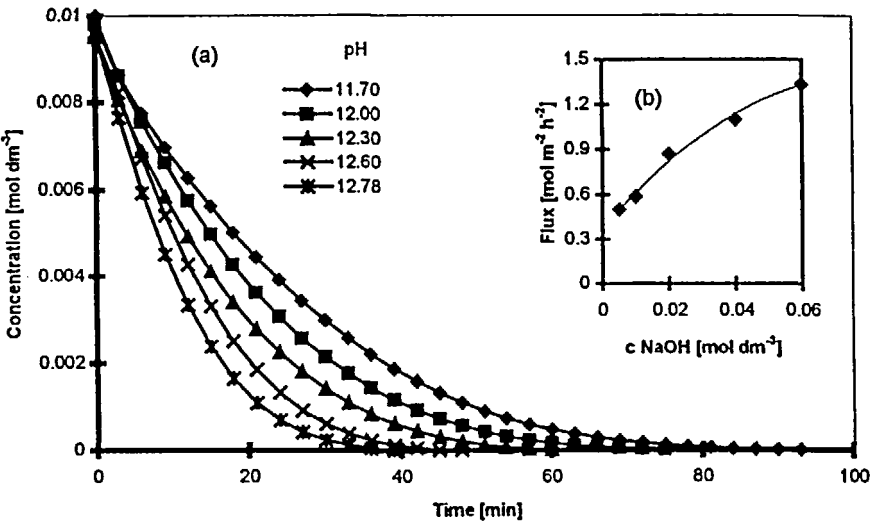 (a)
pH
11.70
12.00
12.30
12.60
12.78
Concentration [mol dm⁻³]
0.01
0.008
0.006
0.004
0.002
0
0 20 40 60 80 100
Time [min]
(b)
Flux [mol m⁻² h⁻²]
1.5
1.2
0.9
0.6
0.3
0
0 0.02 0.04 0.06
c NaOH [mol dm⁻³]